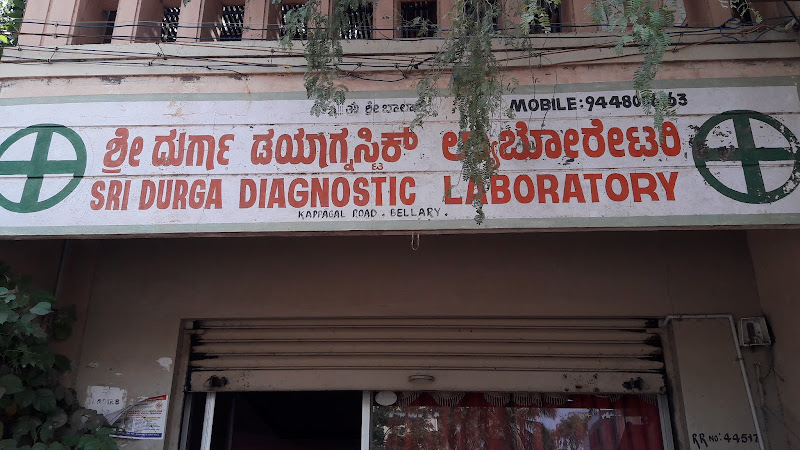 MOBILE:
ಶ್ರೀ ದುರ್ಗಾ ಡಯಾಗ್ನಸ್ಟಿಕ್ ಲ್ಯಾಬೋರೇಟರಿ
SRI DURGA DIAGNOSTIC LABORATORY
KAPPAGAL ROAD. BELLARY.
RR NO: 44517